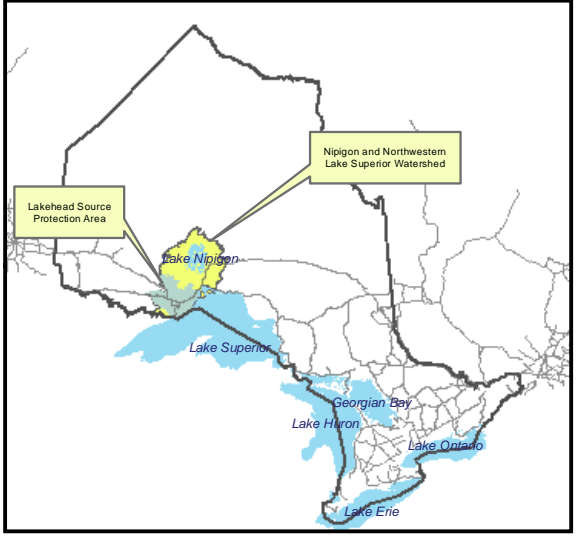 Nipigon and Northwestern
Lake Superior Watershed
Lakehead Source
Protection Area
Lake Nipigon
Lake Superior
Georgian Bay
Lake Huron
Lake Ontario
Lake Erie